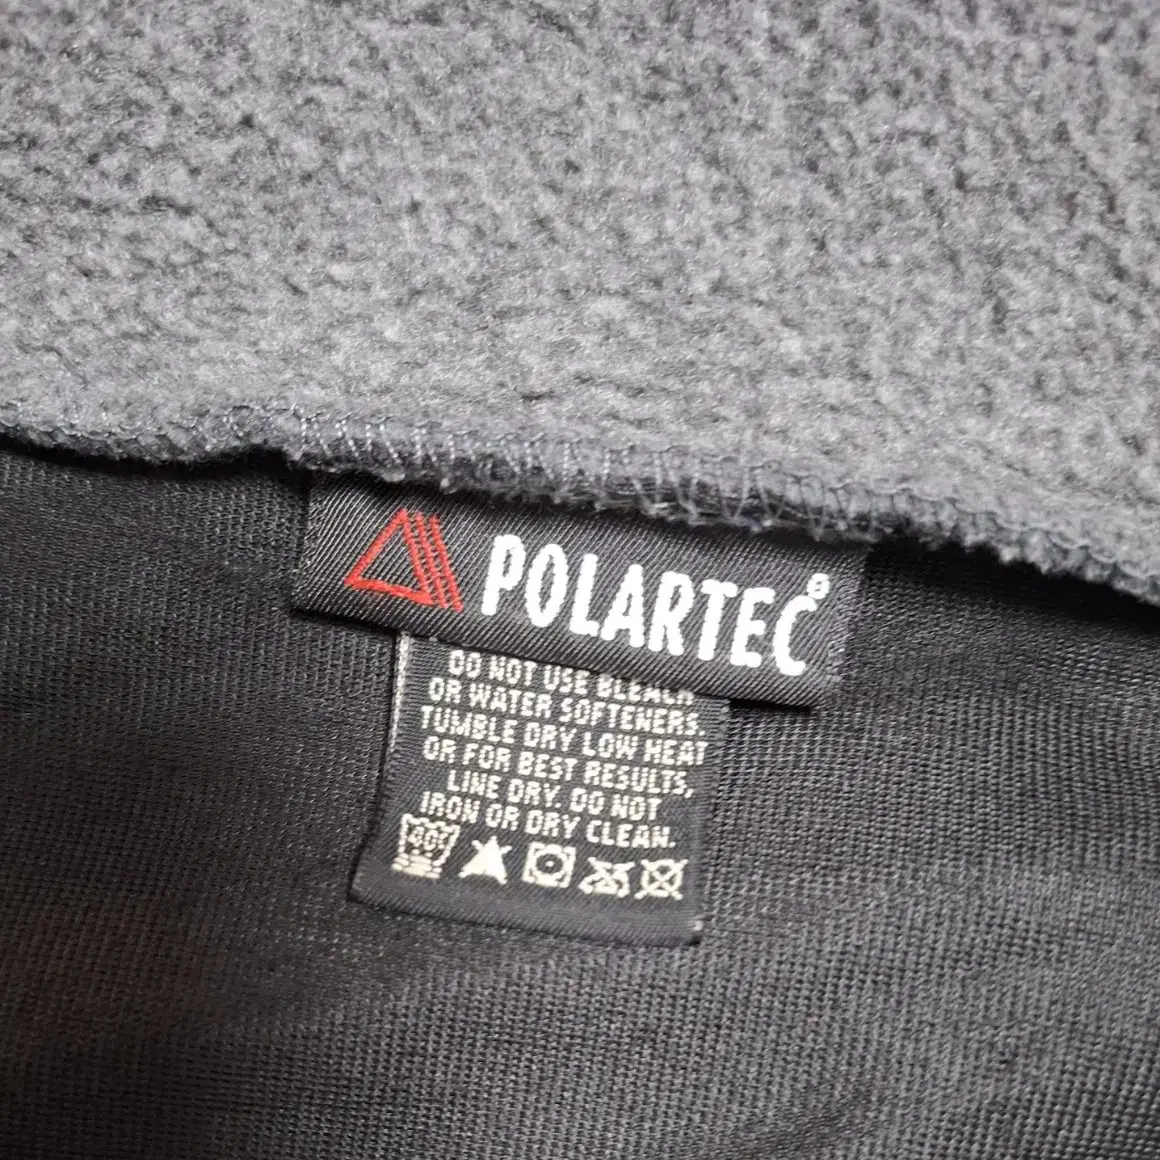 POLARTEC®
DO NOT USE BLEACH
OR WATER SOFTENERS.
TUMBLE DRY LOW HEAT
OR FOR BEST RESULTS,
LINE DRY. DO NOT
IRON OR DRY CLEAN.
40